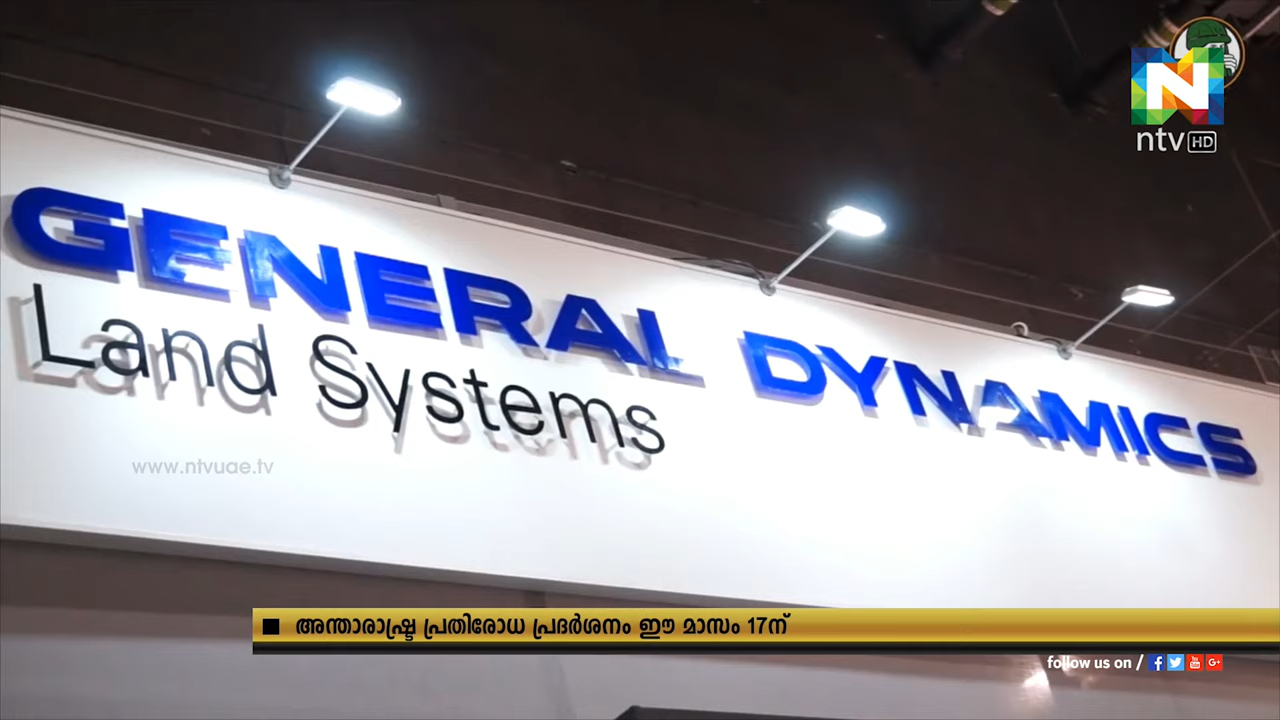 N
ntv HD
GENERAL DYNAMICS
Land Systems
www.ntvuae.tv
■ അന്താരാഷ്ട്ര പ്രതിരോധ പ്രദർശനം ഈ മാസം 17ന്
follow us on /